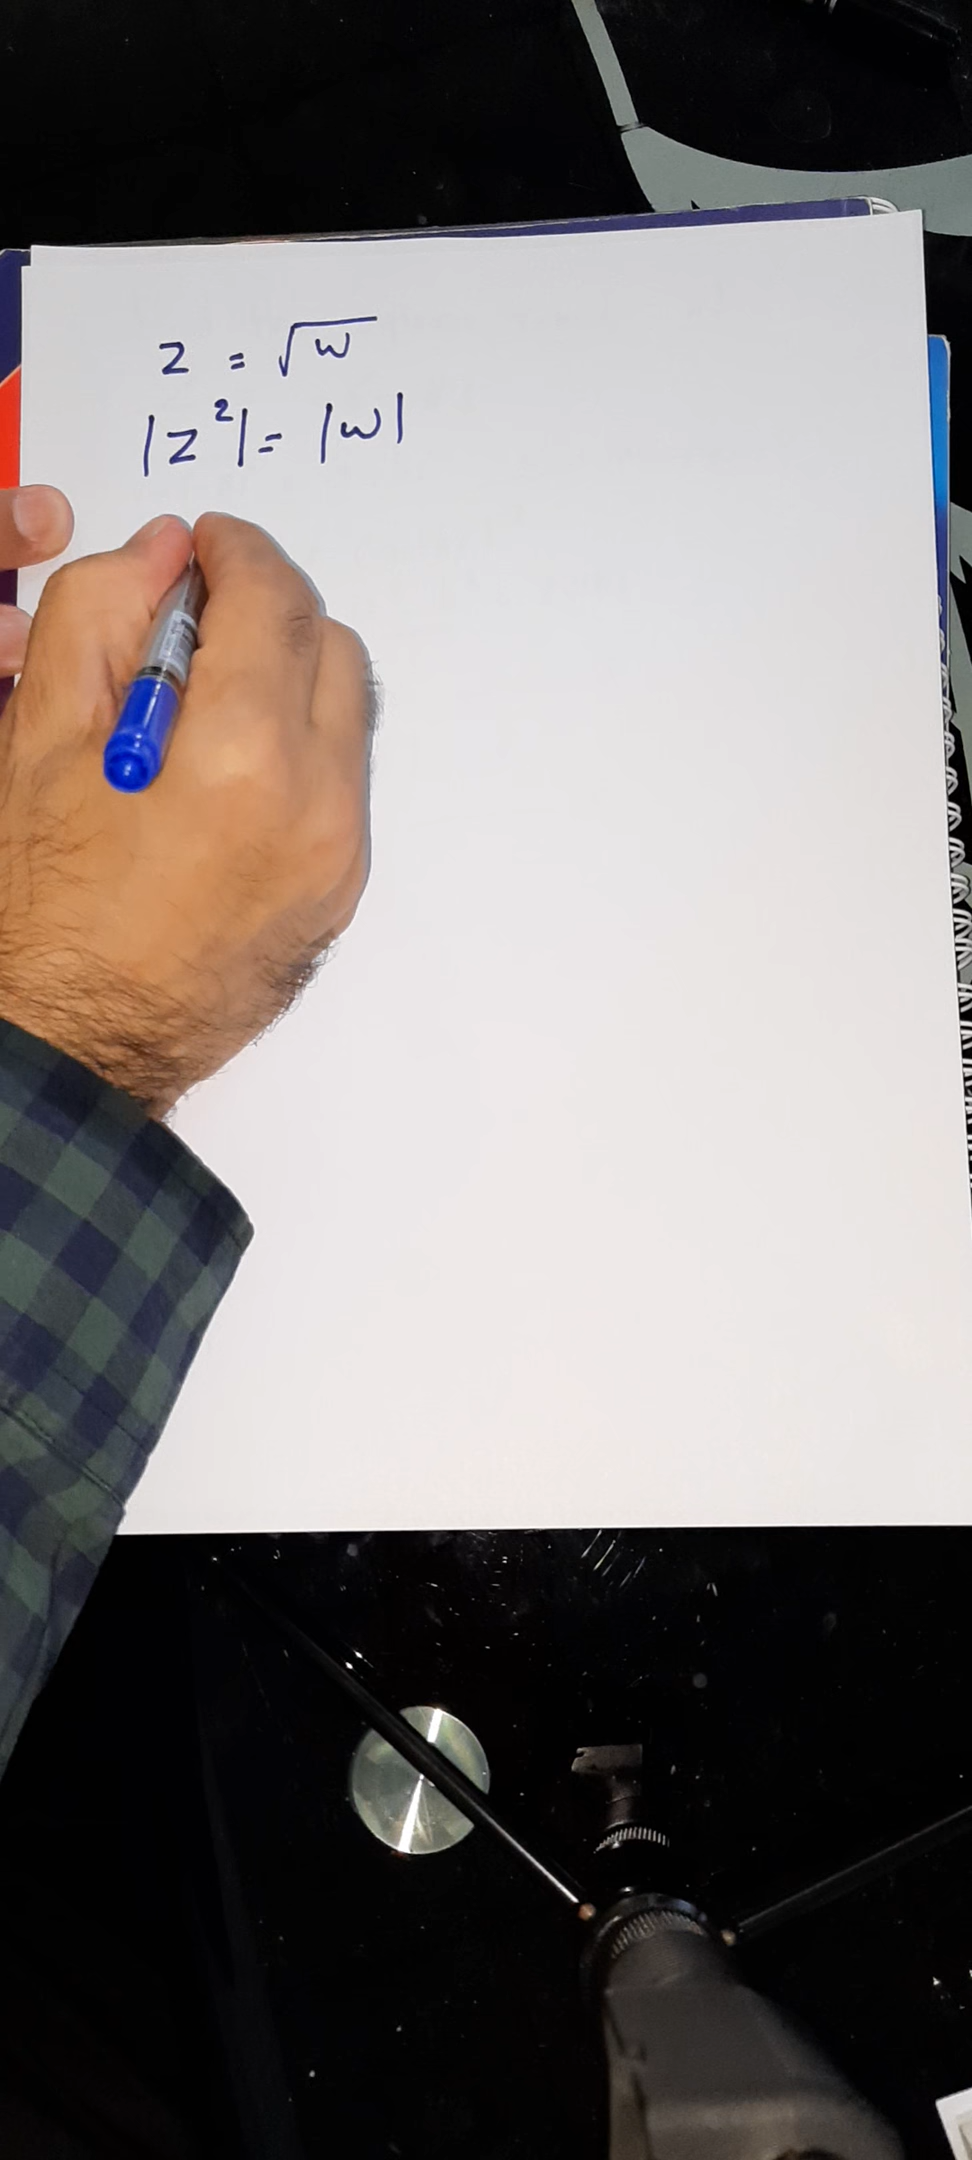 z = √w
|z²| = |w|